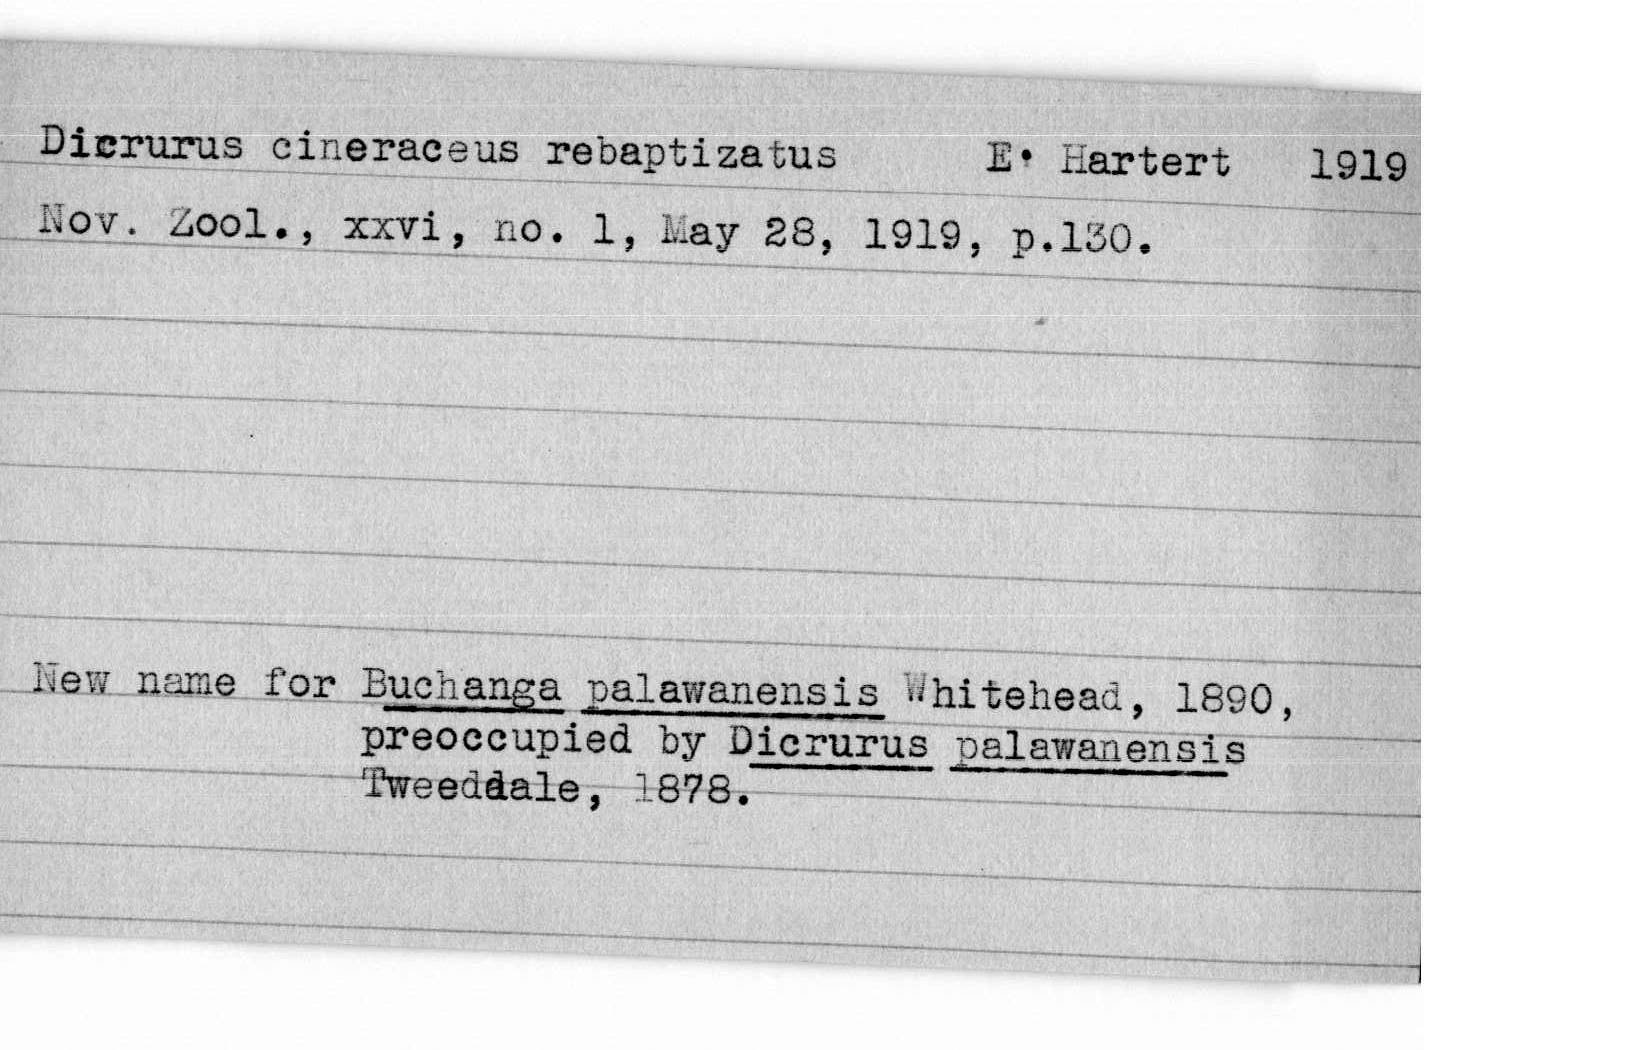 Dicrurus cineraceus rebaptizatus E. Hartert 1919
Nov. Zool., xxvi, no. 1, May 28, 1919, p.130.
New name for Buchanga palawanensis Whitehead, 1890,
preoccupied by Dicrurus palawanensis
Tweeddale, 1878.